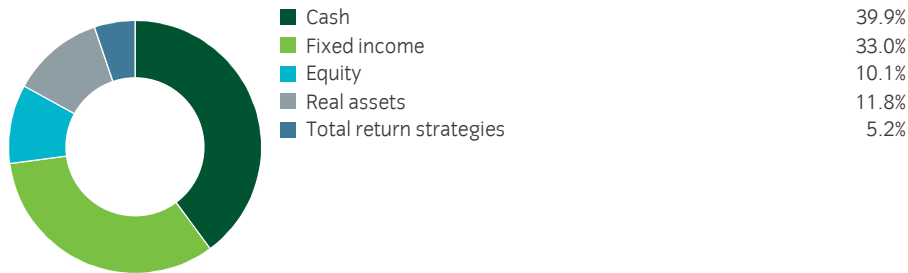 Cash 39.9%
Fixed income 33.0%
Equity 10.1%
Real assets 11.8%
Total return strategies 5.2%